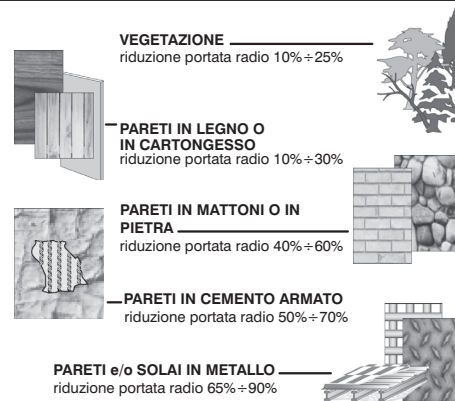 VEGETAZIONE
riduzione portata radio 10%÷25%
PARETI IN LEGNO O
IN CARTONGESSO
riduzione portata radio 10%÷30%
PARETI IN MATTONI O IN
PIETRA
riduzione portata radio 40%÷60%
PARETI IN CEMENTO ARMATO
riduzione portata radio 50%÷70%
PARETI e/o SOLAI IN METALLO
riduzione portata radio 65%÷90%